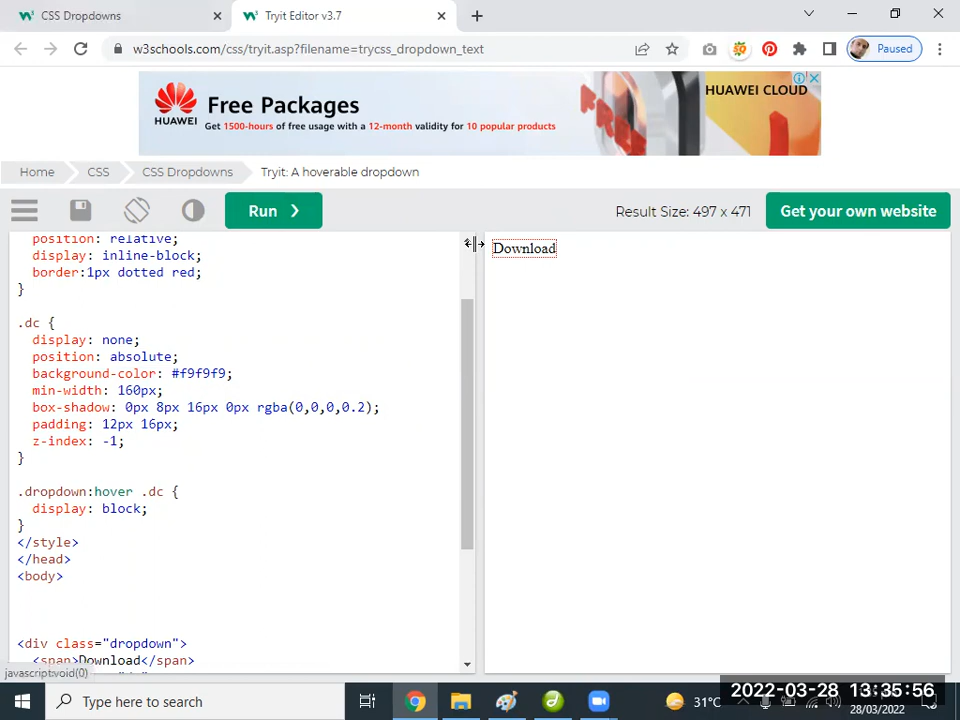 CSS Dropdowns
Tryit Editor v3.7
w3schools.com/css/tryit.asp?filename=trycss_dropdown_text
Paused
HUAWEI
Free Packages
Get 1500-hours of free usage with a 12-month validity for 10 popular products
HUAWEI CLOUD
Home
CSS
CSS Dropdowns
Tryit: A hoverable dropdown
Run ❯
Result Size: 497 x 471
Get your own website
position: relative;
display: inline-block;
border:1px dotted red;
}
.dc {
display: none;
position: absolute;
background-color: #f9f9f9;
min-width: 160px;
box-shadow: 0px 8px 16px 0px rgba(0,0,0,0.2);
padding: 12px 16px;
z-index: -1;
}
.dropdown:hover .dc {
display: block;
}
</style>
</head>
<body>
<div class="dropdown">
<span>Download</span>
javascript:void(0)
Download
Type here to search
31°C
2022-03-28 13:35:56
28/03/2022